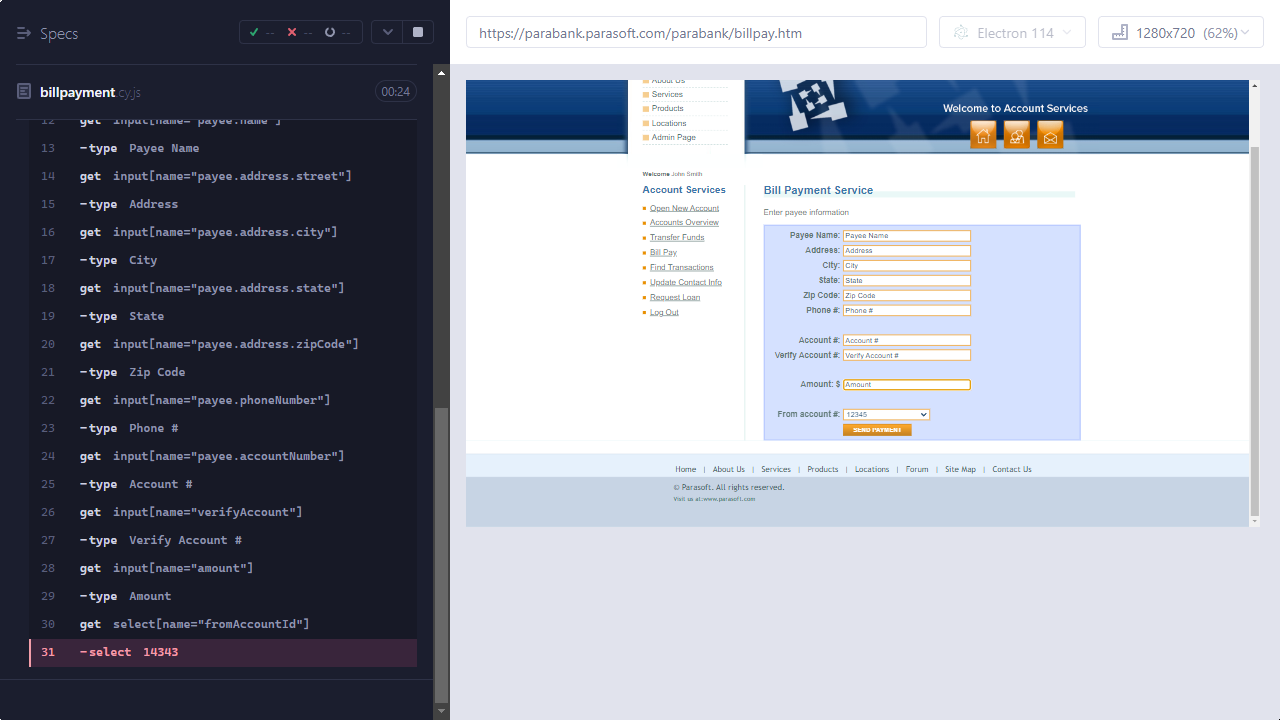 Specs
-- -- --
https://parabank.parasoft.com/parabank/billpay.htm
Electron 114
1280x720 (62%)
billpayment.cy.js
00:24
12 get input[name="payee.name"]
13 -type Payee Name
14 get input[name="payee.address.street"]
15 -type Address
16 get input[name="payee.address.city"]
17 -type City
18 get input[name="payee.address.state"]
19 -type State
20 get input[name="payee.address.zipCode"]
21 -type Zip Code
22 get input[name="payee.phoneNumber"]
23 -type Phone #
24 get input[name="payee.accountNumber"]
25 -type Account #
26 get input[name="verifyAccount"]
27 -type Verify Account #
28 get input[name="amount"]
29 -type Amount
30 get select[name="fromAccountId"]
31 -select 14343
About Us
Services
Products
Locations
Admin Page
Welcome to Account Services
Welcome John Smith
Account Services
Open New Account
Accounts Overview
Transfer Funds
Bill Pay
Find Transactions
Update Contact Info
Request Loan
Log Out
Bill Payment Service
Enter payee information
Payee Name: Payee Name
Address: Address
City: City
State: State
Zip Code: Zip Code
Phone #: Phone #
Account #: Account #
Verify Account #: Verify Account #
Amount: $ Amount
From account #: 12345
SEND PAYMENT
Home | About Us | Services | Products | Locations | Forum | Site Map | Contact Us
© Parasoft. All rights reserved.
Visit us at:www.parasoft.com